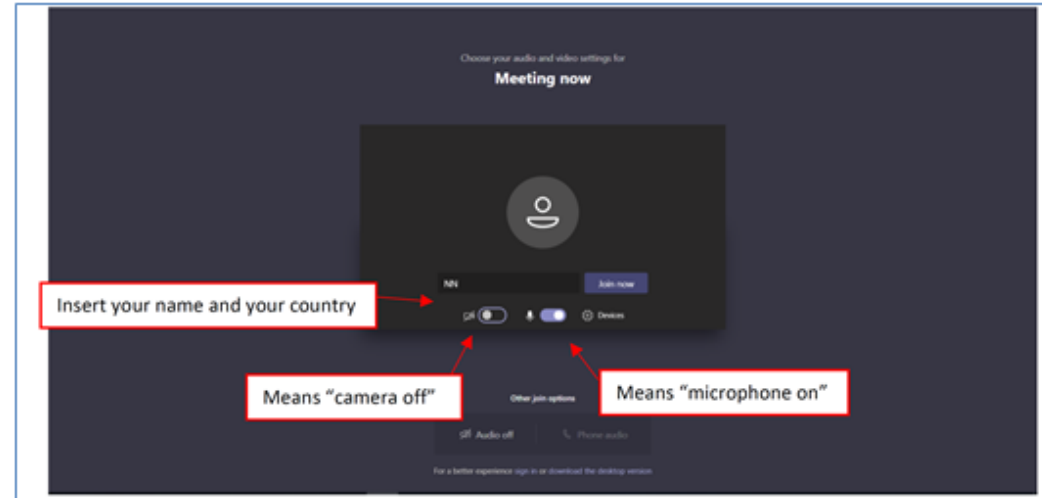 Choose your audio and video settings for
Meeting now
NN
Join now
Insert your name and your country
Devices
Means “camera off”
Means “microphone on”
Other join options
Audio off
Phone audio
For a better experience sign in or download the desktop version